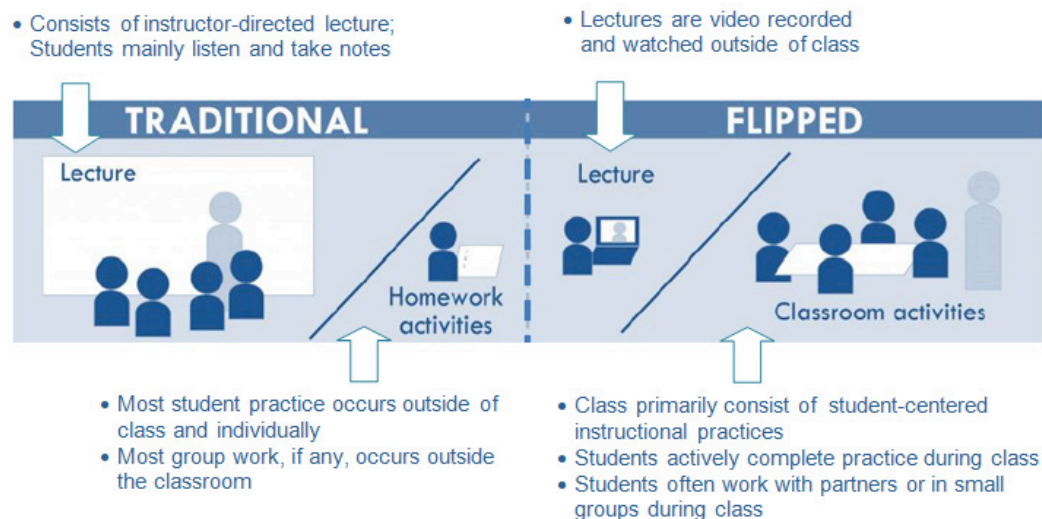 • Consists of instructor-directed lecture;
Students mainly listen and take notes
• Lectures are video recorded
and watched outside of class
TRADITIONAL
FLIPPED
Lecture
Homework
activities
Lecture
Classroom activities
• Most student practice occurs outside of
class and individually
• Most group work, if any, occurs outside
the classroom
• Class primarily consist of student-centered
instructional practices
• Students actively complete practice during class
• Students often work with partners or in small
groups during class